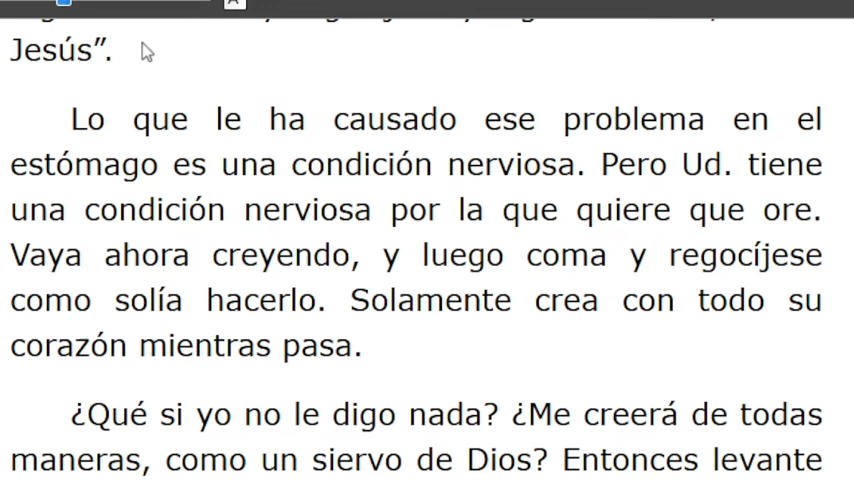 Jesús”.
Lo que le ha causado ese problema en el
estómago es una condición nerviosa. Pero Ud. tiene
una condición nerviosa por la que quiere que ore.
Vaya ahora creyendo, y luego coma y regocíjese
como solía hacerlo. Solamente crea con todo su
corazón mientras pasa.
¿Qué si yo no le digo nada? ¿Me creerá de todas
maneras, como un siervo de Dios? Entonces levante